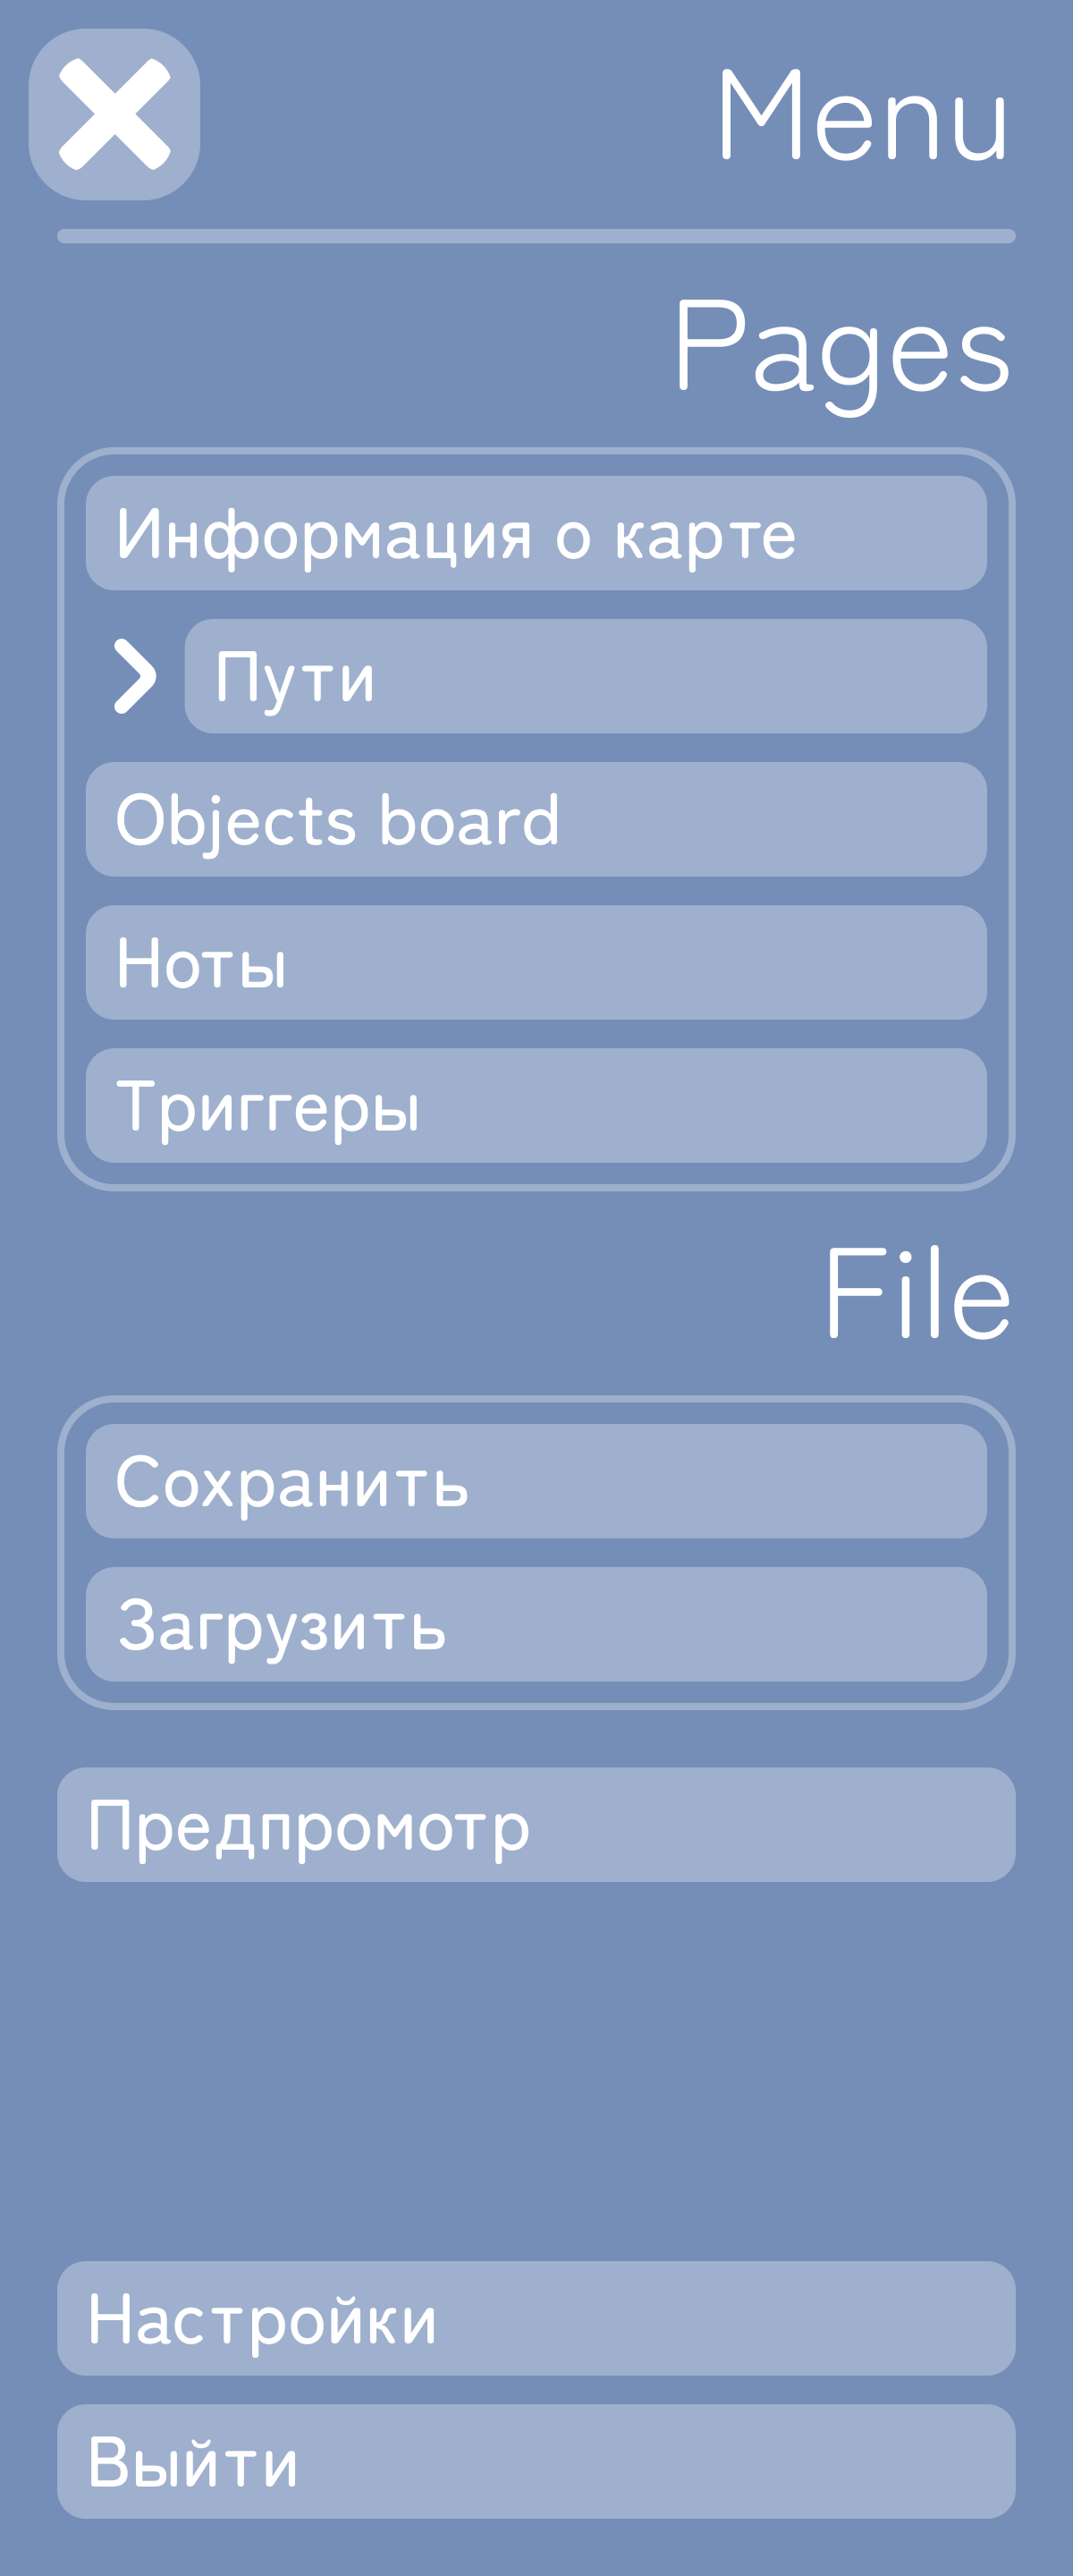 Menu
Pages
Информация о карте
Пути
Objects board
Ноты
Триггеры
File
Сохранить
Загрузить
Предпромотр
Настройки
Выйти